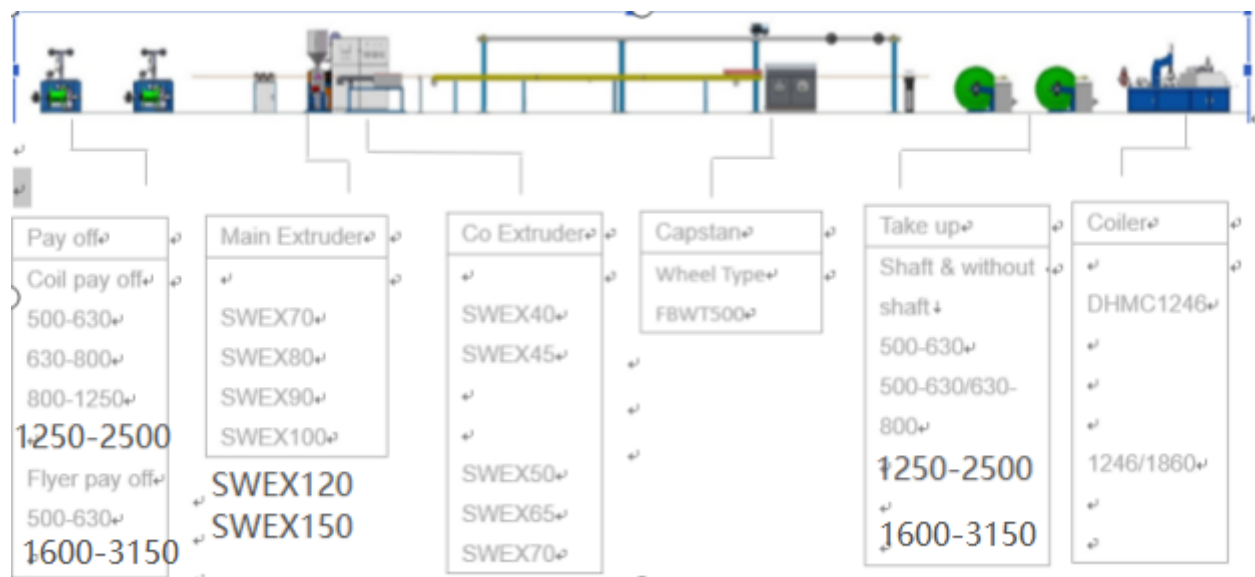 Pay off
Coil pay off
500-630
630-800
800-1250
1250-2500
Flyer pay off
500-630
1600-3150
Main Extruder
SWEX70
SWEX80
SWEX90
SWEX100
SWEX120
SWEX150
Co Extruder
SWEX40
SWEX45
SWEX50
SWEX65
SWEX70
Capstan
Wheel Type
FBWT500
Take up
Shaft & without
shaft
500-630
500-630/630-
800
1250-2500
1600-3150
Coiler
DHMC1246
1246/1860